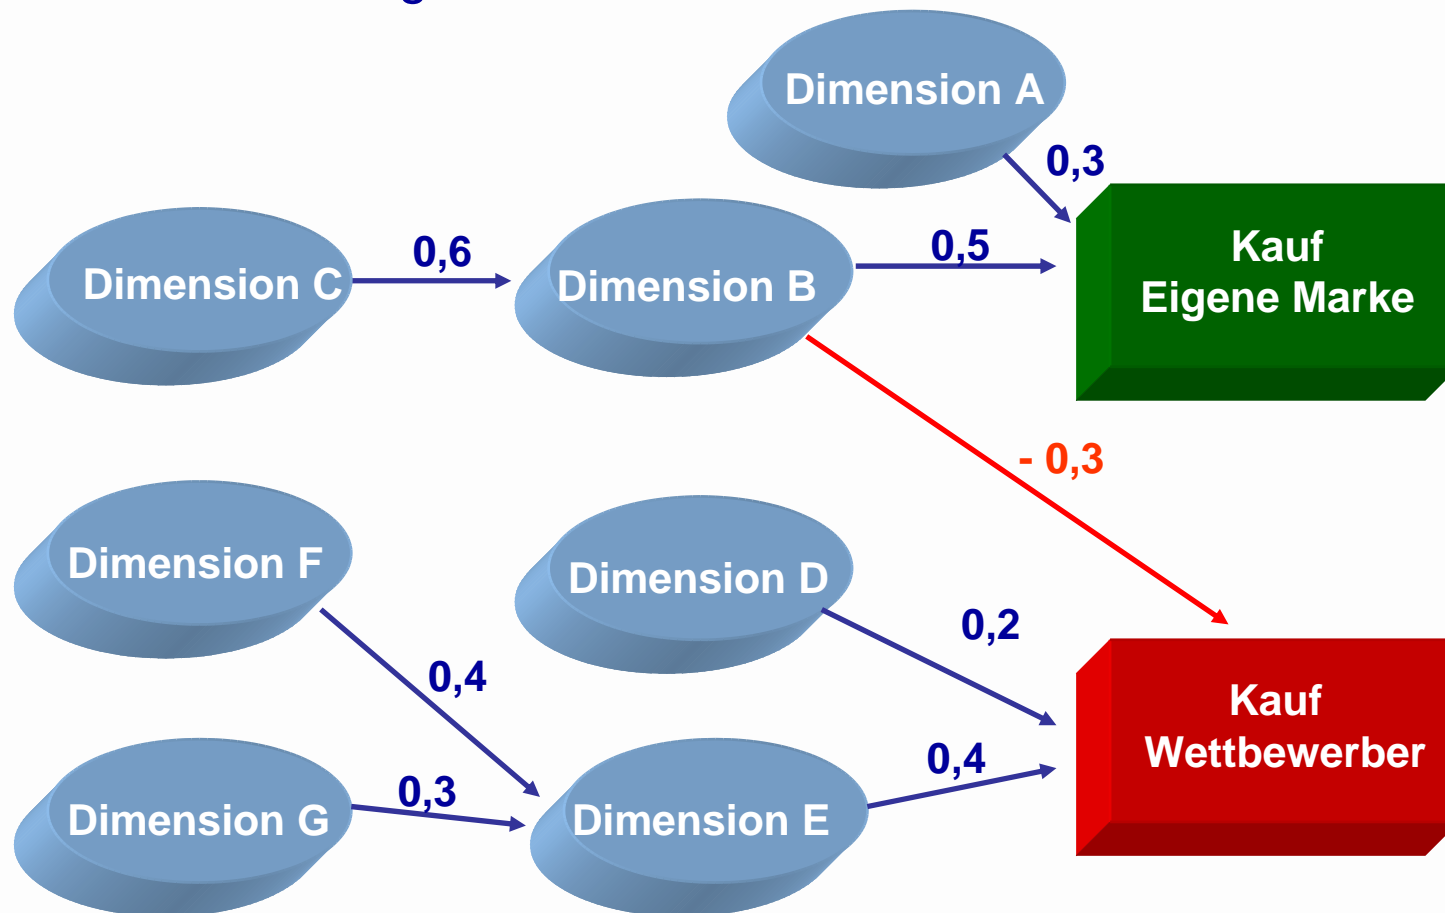 Dimension A
0,3
Kauf
Eigene Marke
0,5
0,6
Dimension C
Dimension B
- 0,3
Dimension F
Dimension D
0,2
0,4
Kauf
Wettbewerber
0,4
0,3
Dimension G
Dimension E